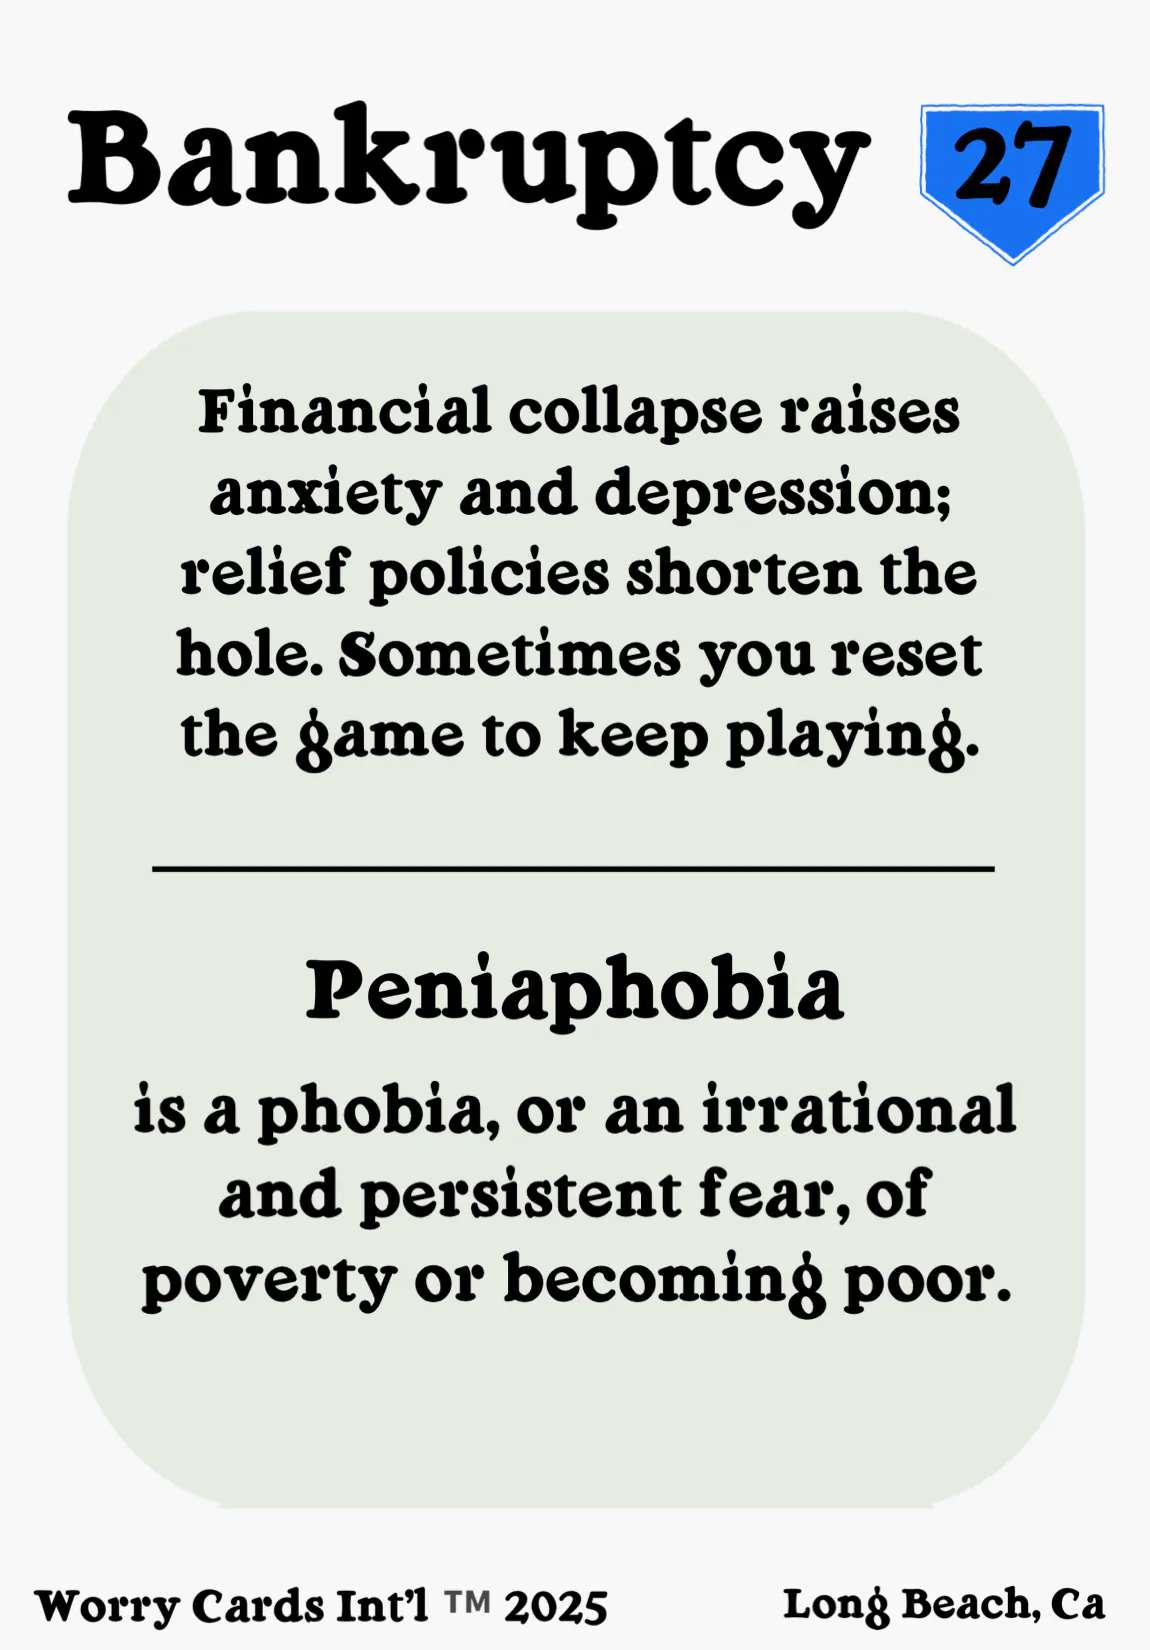 Bankruptcy
27
Financial collapse raises
anxiety and depression;
relief policies shorten the
hole. Sometimes you reset
the game to keep playing.
Peniaphobia
is a phobia, or an irrational
and persistent fear, of
poverty or becoming poor.
Worry Cards Int'l ™ 2025
Long Beach, Ca